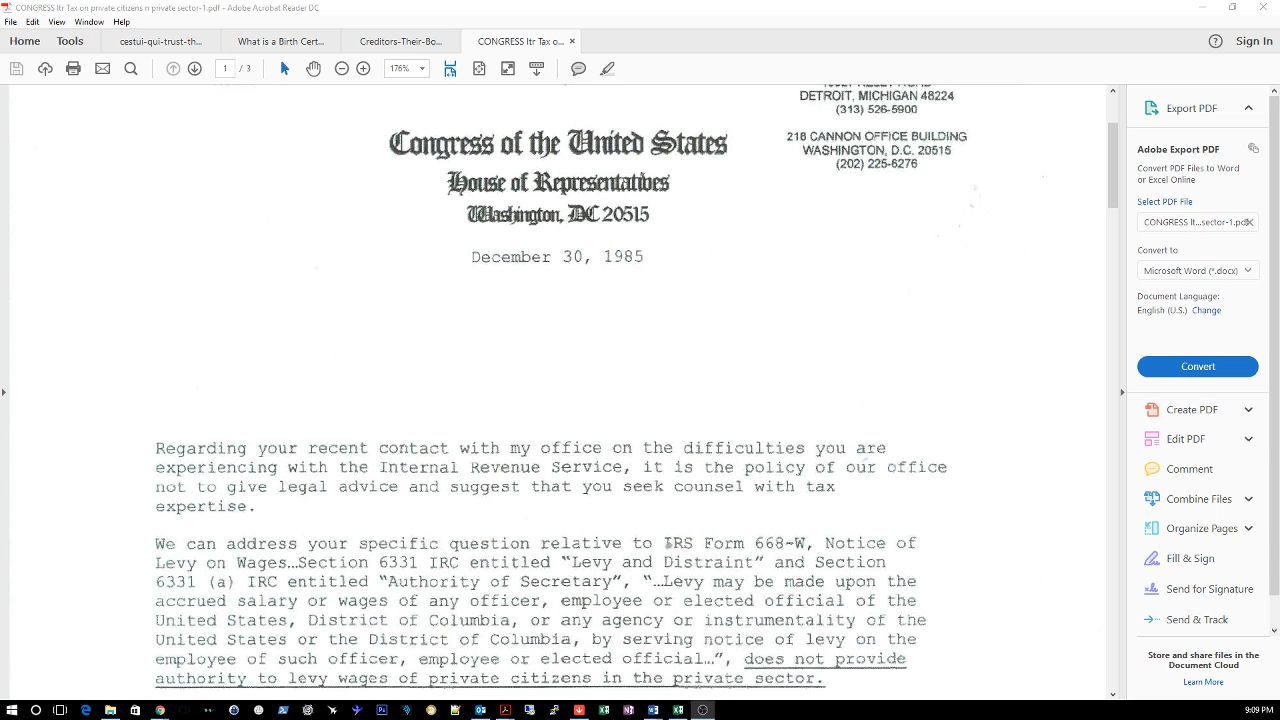 CONGRESS ltr Tax on private citizens n private sector-1.pdf - Adobe Acrobat Reader DC
File Edit View Window Help
Home Tools cestui-qui-trust-th... What is a Birth Cert... Creditors-Their-Bo... CONGRESS ltr Tax o... ×
Sign In
1 / 3 176%
DETROIT, MICHIGAN 48224
(313) 526-5900
218 CANNON OFFICE BUILDING
WASHINGTON, D.C. 20515
(202) 225-6276
Congress of the United States
House of Representatives
Washington, DC 20515
December 30, 1985
Regarding your recent contact with my office on the difficulties you are
experiencing with the Internal Revenue Service, it is the policy of our office
not to give legal advice and suggest that you seek counsel with tax
expertise.
We can address your specific question relative to IRS Form 668-W, Notice of
Levy on Wages…Section 6331 IRC entitled “Levy and Distraint” and Section
6331 (a) IRC entitled “Authority of Secretary”, “…Levy may be made upon the
accrued salary or wages of any officer, employee or elected official of the
United States, District of Columbia, or any agency or instrumentality of the
United States or the District of Columbia, by serving notice of levy on the
employee of such officer, employee or elected official…”, does not provide
authority to levy wages of private citizens in the private sector.
Export PDF
Adobe Export PDF
Convert PDF Files to Word
or Excel Online
Select PDF File
CONGRESS lt...sector-1.pdf
Convert to
Microsoft Word (*.docx)
Document Language:
English (U.S.) Change
Convert
Create PDF
Edit PDF
Comment
Combine Files
Organize Pages
Fill & Sign
Send for Signature
Send & Track
Store and share files in the
Document Cloud
Learn More
9:09 PM